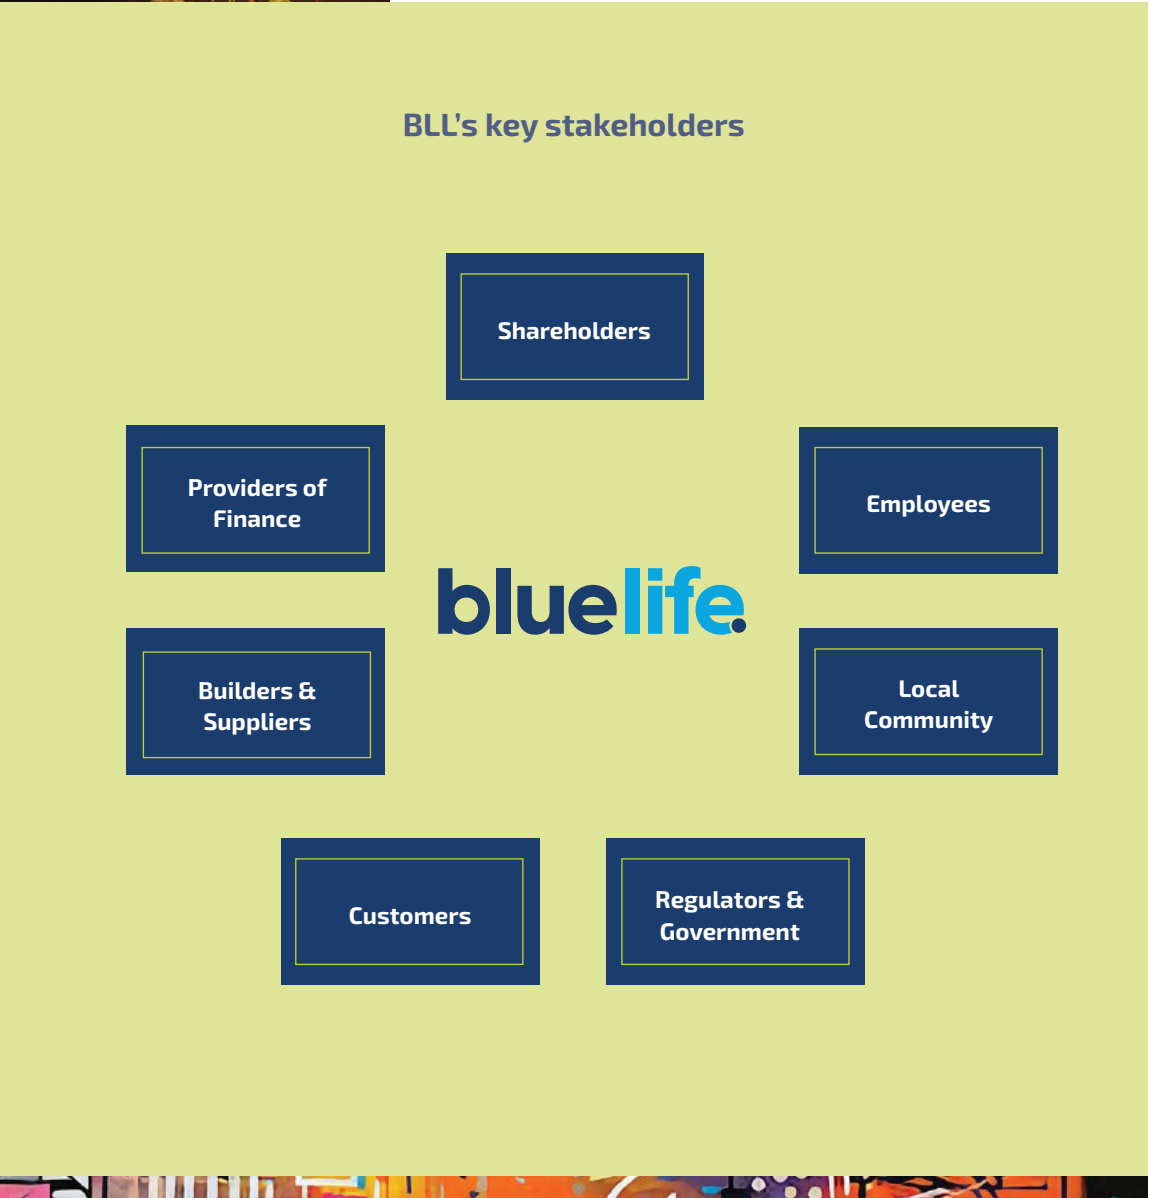 BLL’s key stakeholders
Shareholders
Providers of
Finance
Employees
bluelife.
Builders &
Suppliers
Local
Community
Customers
Regulators &
Government